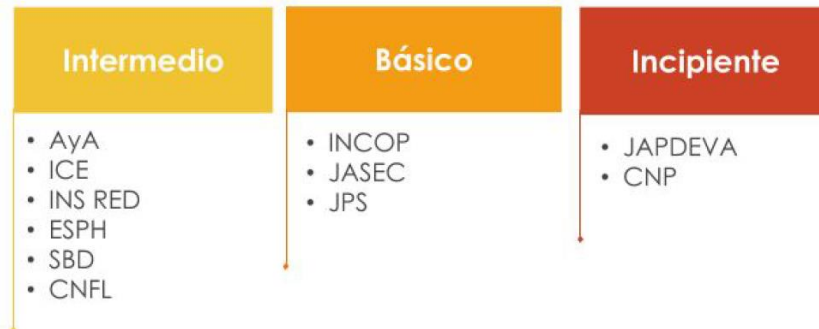 Intermedio
• AyA
• ICE
• INS RED
• ESPH
• SBD
• CNFL
Básico
• INCOP
• JASEC
• JPS
Incipiente
• JAPDEVA
• CNP